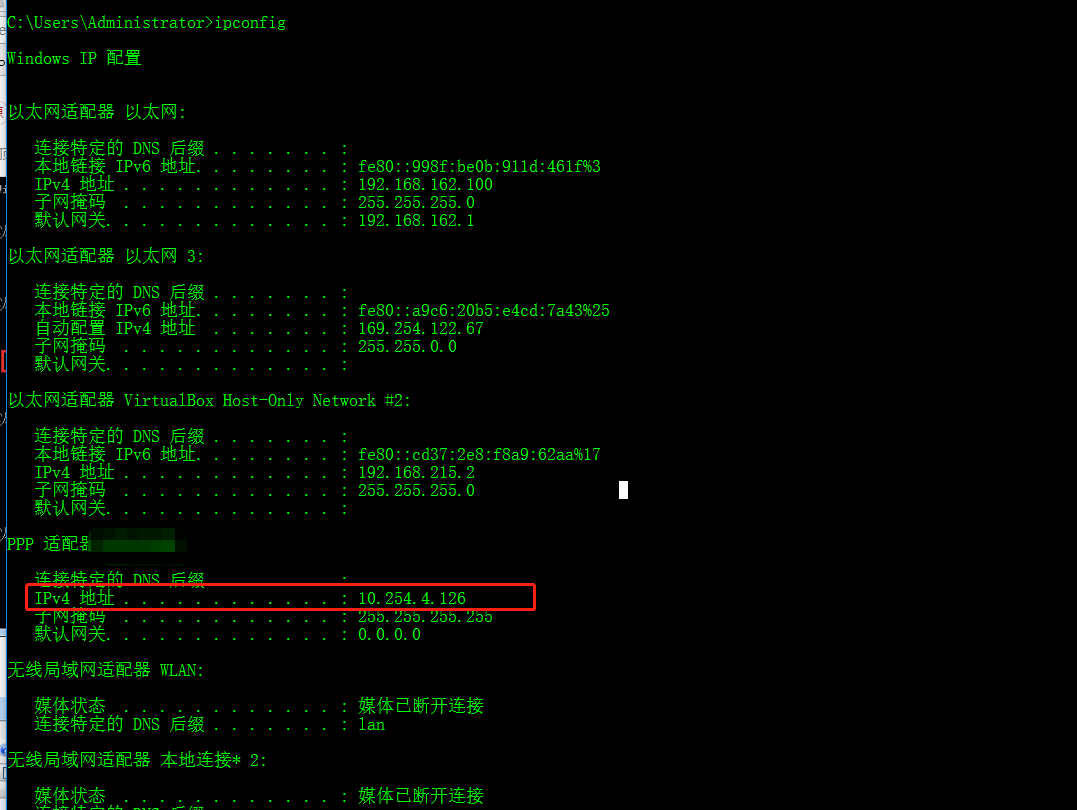 C:\Users\Administrator>ipconfig
Windows IP 配置
以太网适配器 以太网:
连接特定的 DNS 后缀 . . . . . . . :
本地链接 IPv6 地址. . . . . . . . : fe80::998f:be0b:911d:461f%3
IPv4 地址 . . . . . . . . . . . . : 192.168.162.100
子网掩码  . . . . . . . . . . . . : 255.255.255.0
默认网关. . . . . . . . . . . . . : 192.168.162.1
以太网适配器 以太网 3:
连接特定的 DNS 后缀 . . . . . . . :
本地链接 IPv6 地址. . . . . . . . : fe80::a9c6:20b5:e4cd:7a43%25
自动配置 IPv4 地址  . . . . . . . : 169.254.122.67
子网掩码  . . . . . . . . . . . . : 255.255.0.0
默认网关. . . . . . . . . . . . . :
以太网适配器 VirtualBox Host-Only Network #2:
连接特定的 DNS 后缀 . . . . . . . :
本地链接 IPv6 地址. . . . . . . . : fe80::cd37:2e8:f8a9:62aa%17
IPv4 地址 . . . . . . . . . . . . : 192.168.215.2
子网掩码  . . . . . . . . . . . . : 255.255.255.0
默认网关. . . . . . . . . . . . . :
PPP 适配器
连接特定的 DNS 后缀 . . . . . . . :
IPv4 地址 . . . . . . . . . . . . : 10.254.4.126
子网掩码  . . . . . . . . . . . . : 255.255.255.255
默认网关. . . . . . . . . . . . . : 0.0.0.0
无线局域网适配器 WLAN:
媒体状态  . . . . . . . . . . . . : 媒体已断开连接
连接特定的 DNS 后缀 . . . . . . . : lan
无线局域网适配器 本地连接* 2:
媒体状态  . . . . . . . . . . . . : 媒体已断开连接
连接特定的 DNS 后缀 . . . . . . . :